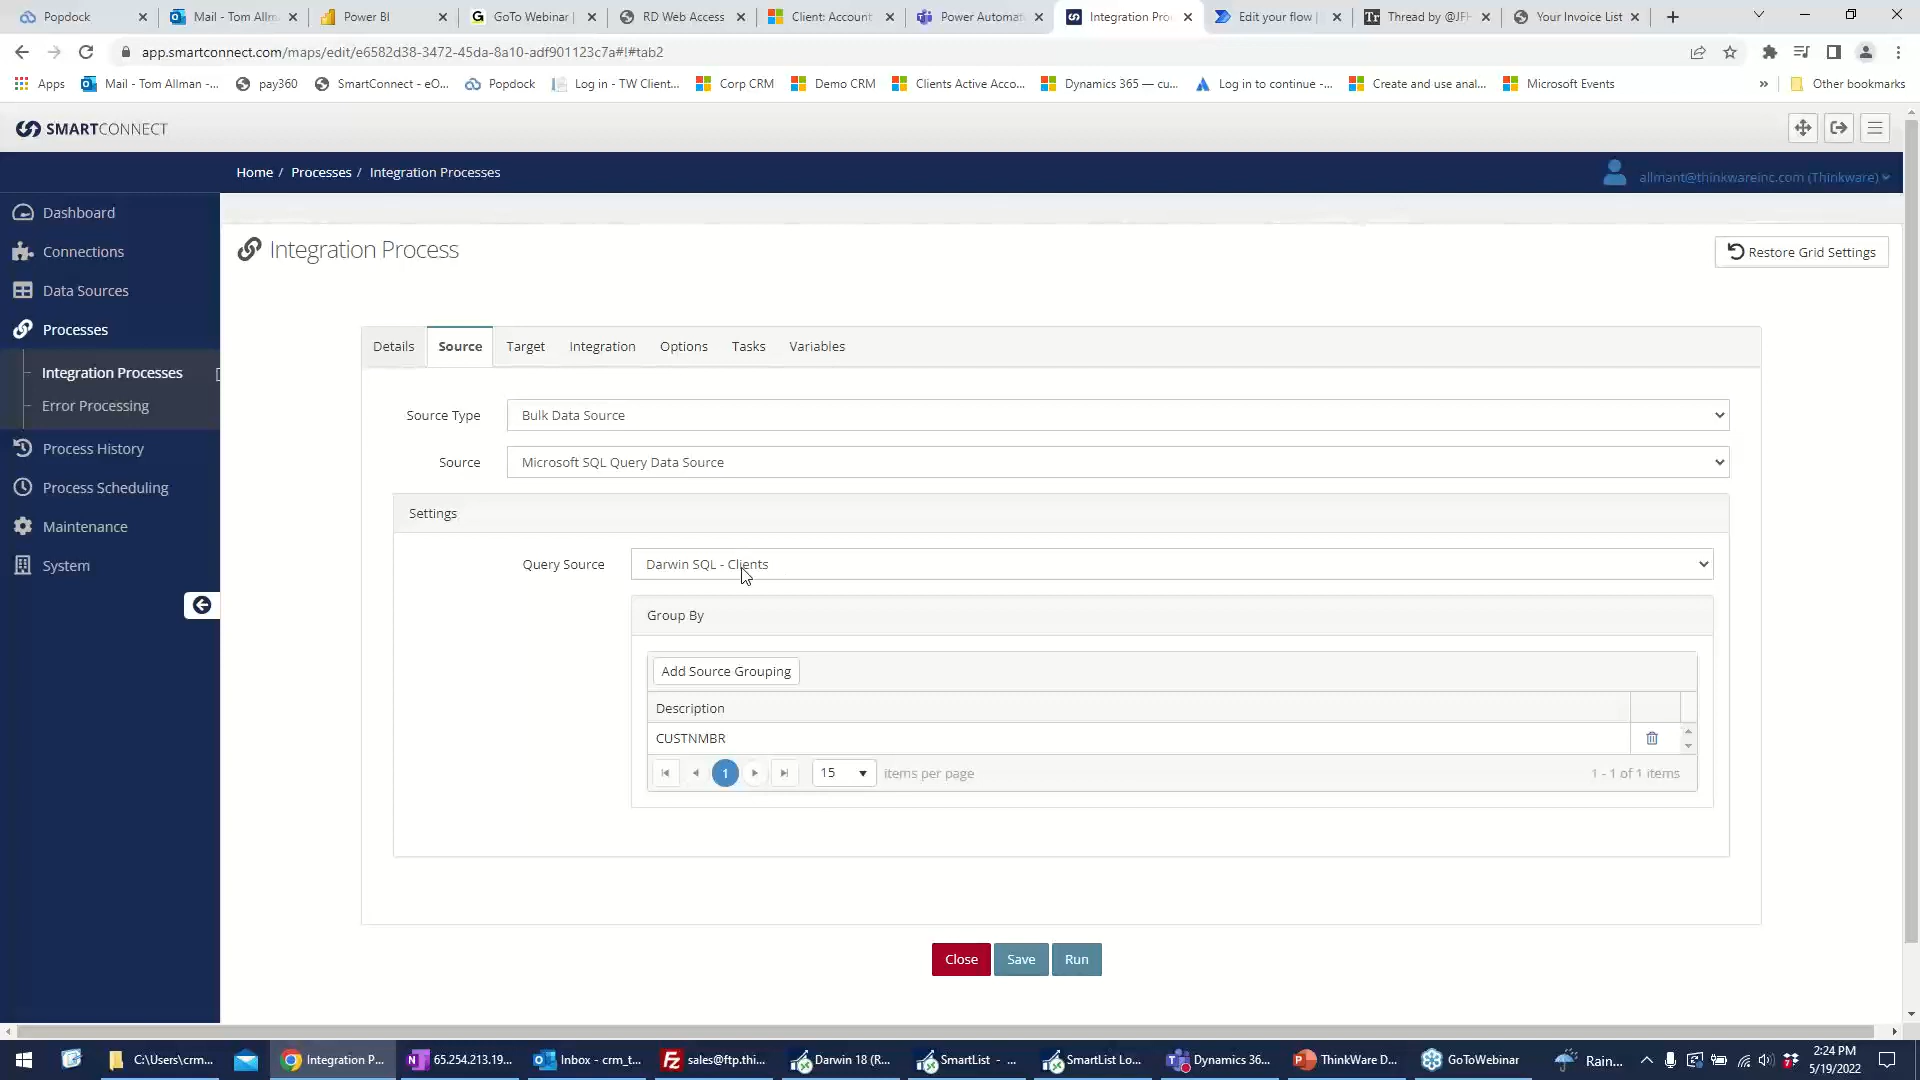 Popdock
Mail - Tom Allm
Power BI
GoTo Webinar |
RD Web Access
Client: Account
Power Automat
Integration Pro
Edit your flow |
Thread by @JFH
Your Invoice List
app.smartconnect.com/maps/edit/e6582d38-3472-45da-8a10-adf901123c7a#!#tab2
Apps
Mail - Tom Allman -...
pay360
SmartConnect - eO...
Popdock
Log in - TW Client...
Corp CRM
Demo CRM
Clients Active Acco...
Dynamics 365 — cu...
Log in to continue -...
Create and use anal...
Microsoft Events
»
Other bookmarks
SMARTCONNECT
Home / Processes / Integration Processes
allmant@thinkwareinc.com (Thinkware)
Dashboard
Connections
Data Sources
Processes
Integration Processes
Error Processing
Process History
Process Scheduling
Maintenance
System
Integration Process
Restore Grid Settings
Details Source Target Integration Options Tasks Variables
Source Type Bulk Data Source
Source Microsoft SQL Query Data Source
Settings
Query Source Darwin SQL - Clients
Group By
Add Source Grouping
Description
CUSTNMBR
1 15 items per page 1 - 1 of 1 items
Close Save Run
C:\Users\crm...
Integration P...
65.254.213.19...
Inbox - crm_t...
sales@ftp.thi...
Darwin 18 (R...
SmartList - ...
SmartList Lo...
Dynamics 36...
ThinkWare D...
GoToWebinar
Rain...
2:24 PM
5/19/2022